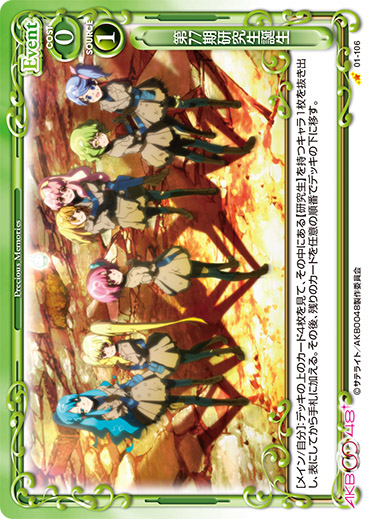 Event
COST
0
SOURCE
1
第77期研究生誕生
01-106
Precious Memories
[メイン/自分]:デッキの上のカード4枚を見て、その中にある【研究生】を持つキャラ1枚を抜き出
し、表にしてから手札に加える。その後、残りのカードを任意の順番でデッキの下に移す。
©サテライト/AKB0048製作委員会
AKB0048